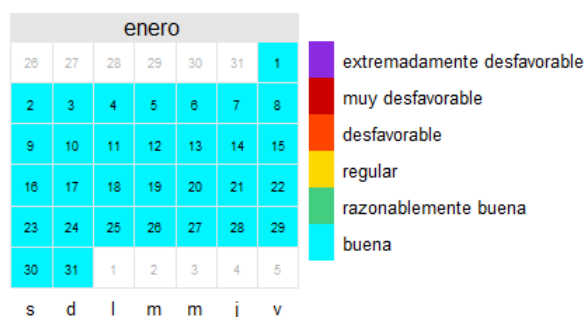 enero
26 27 28 29 30 31 1
2 3 4 5 6 7 8
9 10 11 12 13 14 15
16 17 18 19 20 21 22
23 24 25 26 27 28 29
30 31 1 2 3 4 5
s d l m m j v
extremadamente desfavorable
muy desfavorable
desfavorable
regular
razonablemente buena
buena